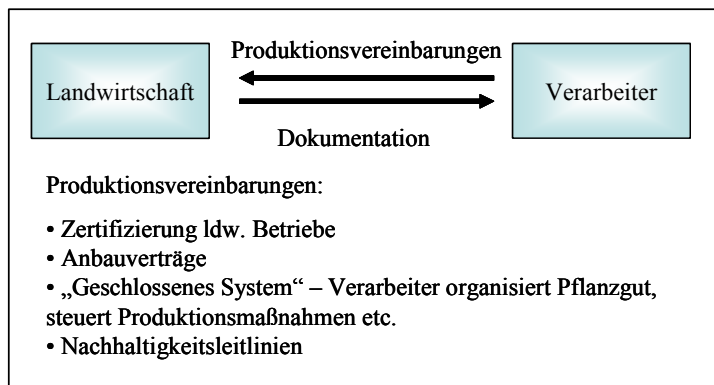 Produktionsvereinbarungen
Landwirtschaft
Verarbeiter
Dokumentation
Produktionsvereinbarungen:
• Zertifizierung ldw. Betriebe
• Anbauverträge
• „Geschlossenes System“ – Verarbeiter organisiert Pflanzgut,
steuert Produktionsmaßnahmen etc.
• Nachhaltigkeitsleitlinien